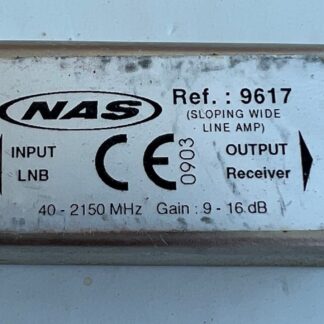 NAS
Ref. : 9617
(SLOPING WIDE
LINE AMP)
INPUT
LNB
CE
0903
OUTPUT
Receiver
40 - 2150 MHz Gain : 9 - 16 dB